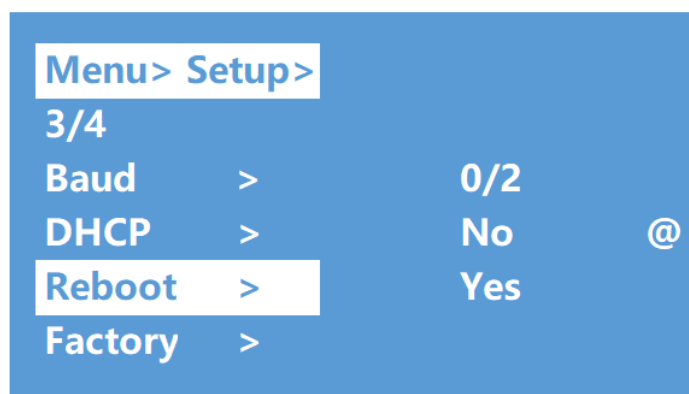 Menu> Setup>
3/4
Baud > 0/2
DHCP > No @
Reboot > Yes
Factory >